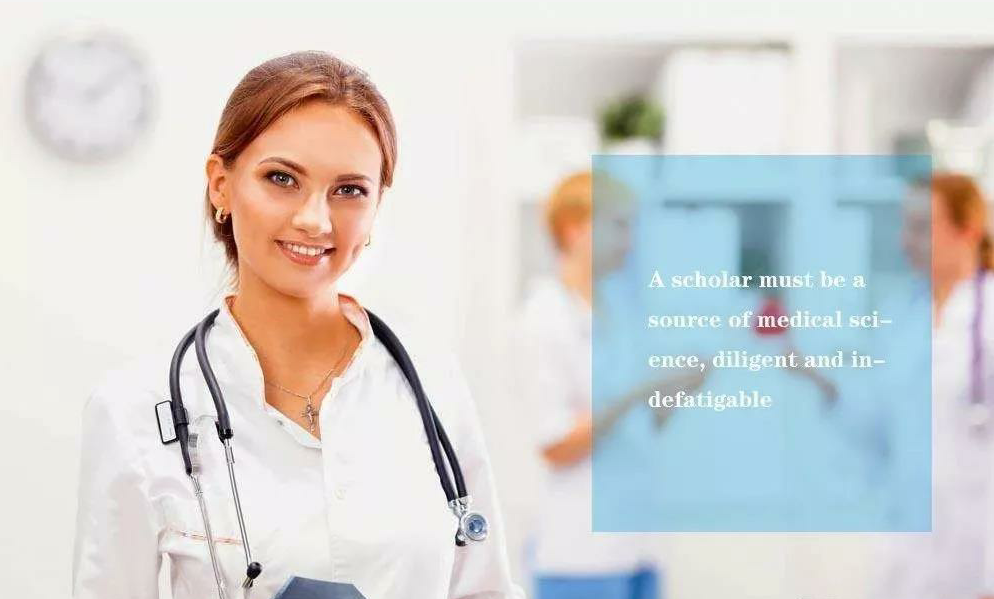 A scholar must be a
source of medical sci-
ence, diligent and in-
defatigable